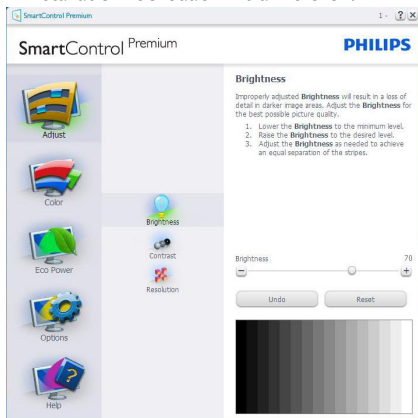 SmartControl Premium
1 -
?
X
SmartControl Premium
PHILIPS
Adjust
Color
Eco Power
Options
Help
Brightness
Contrast
Resolution
Brightness
Improperly adjusted Brightness will result in a loss of
detail in darker image areas. Adjust the Brightness for
the best possible picture quality.
1. Lower the Brightness to the minimum level.
2. Raise the Brightness to the desired level.
3. Adjust the Brightness as needed to achieve
an equal separation of the stripes.
Brightness 70
Undo
Reset